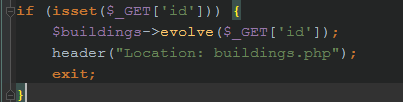 if (isset($_GET['id'])) {
    $buildings->evolve($_GET['id']);
    header("Location: buildings.php");
    exit;
}